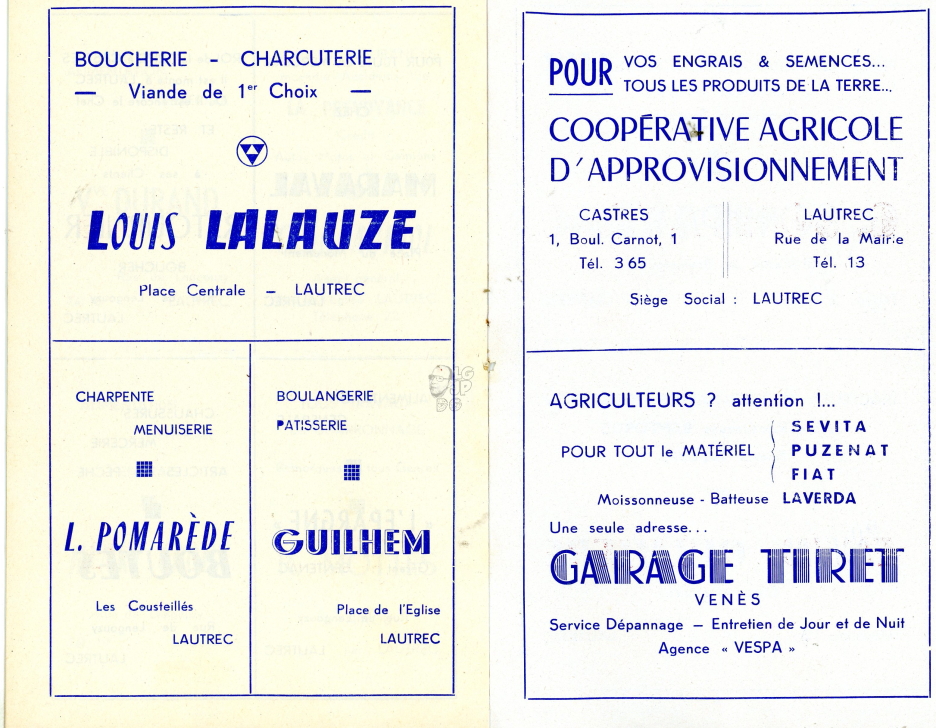 BOUCHERIE - CHARCUTERIE
— Viande de 1er Choix —
LOUIS LALAUZE
Place Centrale - LAUTREC
CHARPENTE
MENUISERIE
L. POMARÈDE
Les Cousteillés
LAUTREC
BOULANGERIE
PATISSERIE
GUILHEM
Place de l'Eglise
LAUTREC
POUR VOS ENGRAIS & SEMENCES...
TOUS LES PRODUITS DE LA TERRE...
COOPÉRATIVE AGRICOLE
D'APPROVISIONNEMENT
CASTRES
1, Boul. Carnot, 1
Tél. 3 65
LAUTREC
Rue de la Mairie
Tél. 13
Siège Social : LAUTREC
AGRICULTEURS ? attention !...
POUR TOUT le MATÉRIEL
SEVITA
PUZENAT
FIAT
Moissonneuse - Batteuse LAVERDA
Une seule adresse...
GARAGE TIRET
VENÈS
Service Dépannage - Entretien de Jour et de Nuit
Agence « VESPA »